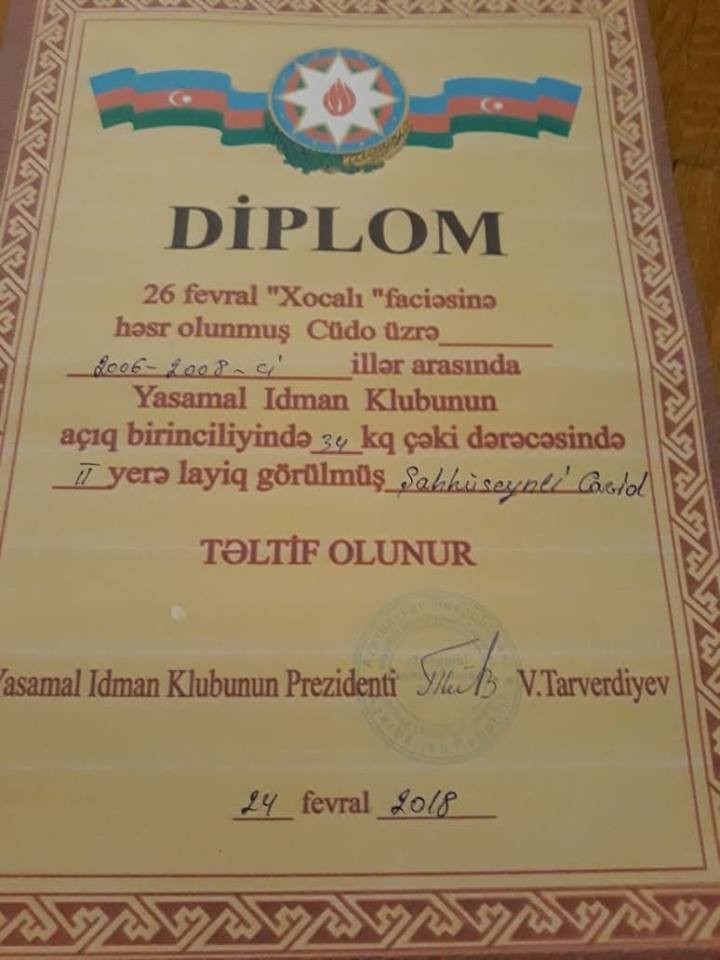 DİPLOM
26 fevral "Xocalı "faciəsinə
həsr olunmuş Cüdo üzrə
2006-2008-ci illər arasında
Yasamal Idman Klubunun
açıq birinciliyində 34 kq çəki dərəcəsində
II yerə layiq görülmüş Şahhüseynli Cavid
TƏLTİF OLUNUR
Yasamal Idman Klubunun Prezidenti V.Tarverdiyev
24 fevral 2018